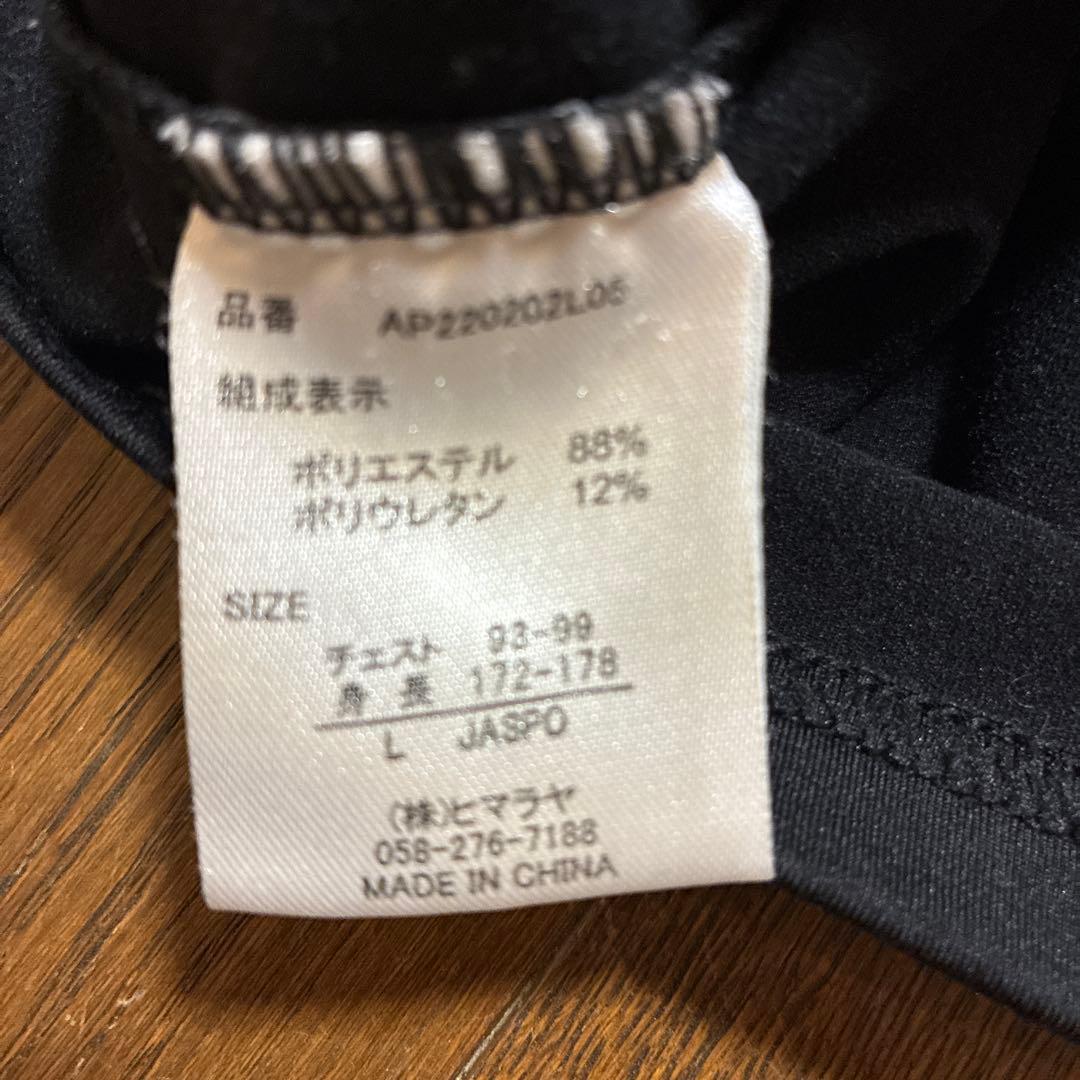 品番 AP220202L05
組成表示
ポリエステル 88%
ポリウレタン 12%
SIZE
チェスト 93-99
身長 172-178
L JASPO
(株)ヒマラヤ
058-276-7188
MADE IN CHINA